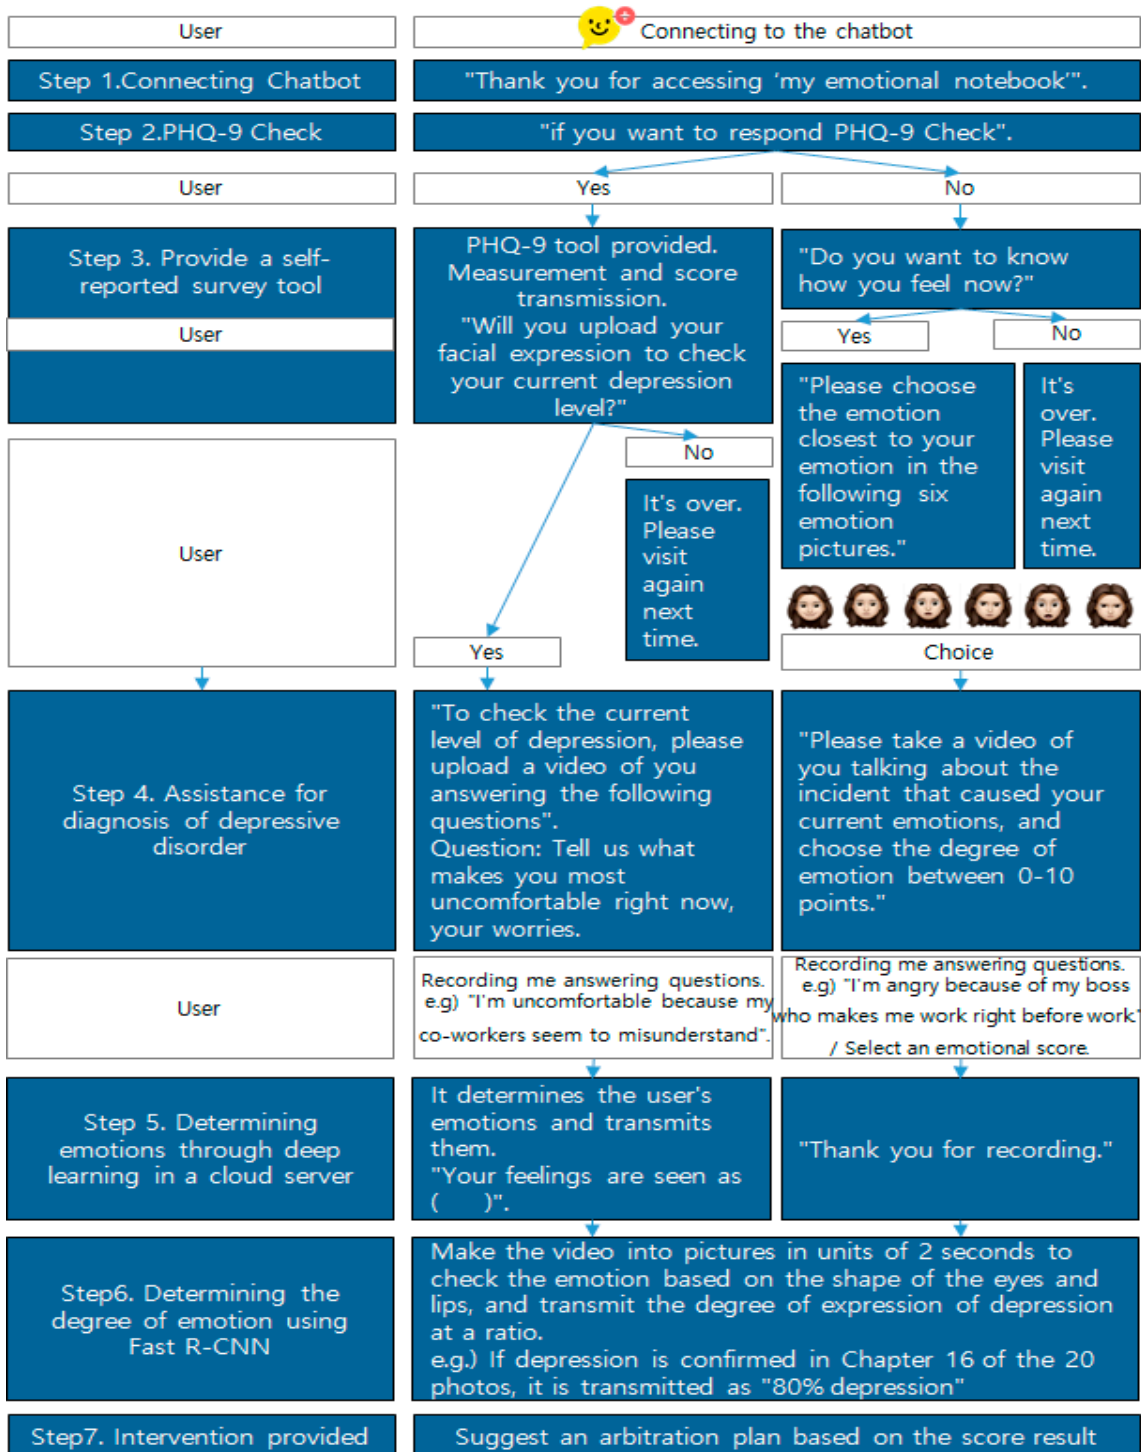 User
Connecting to the chatbot
Step 1.Connecting Chatbot
"Thank you for accessing ‘my emotional notebook’".
Step 2.PHQ-9 Check
"if you want to respond PHQ-9 Check".
User
Yes
No
Step 3. Provide a self-
reported survey tool
User
PHQ-9 tool provided.
Measurement and score
transmission.
"Will you upload your
facial expression to check
your current depression
level?"
"Do you want to know
how you feel now?"
Yes
No
"Please choose
the emotion
closest to your
emotion in the
following six
emotion
pictures."
It's
over.
Please
visit
again
next
time.
User
No
It's over.
Please
visit
again
next
time.
Yes
Choice
Step 4. Assistance for
diagnosis of depressive
disorder
"To check the current
level of depression, please
upload a video of you
answering the following
questions".
Question: Tell us what
makes you most
uncomfortable right now,
your worries.
"Please take a video of
you talking about the
incident that caused your
current emotions, and
choose the degree of
emotion between 0-10
points."
User
Recording me answering questions.
e.g) "I'm uncomfortable because my
co-workers seem to misunderstand".
Recording me answering questions.
e.g) "I'm angry because of my boss
who makes me work right before work"
/ Select an emotional score.
Step 5. Determining
emotions through deep
learning in a cloud server
It determines the user's
emotions and transmits
them.
"Your feelings are seen as
( )".
"Thank you for recording."
Step6. Determining the
degree of emotion using
Fast R-CNN
Make the video into pictures in units of 2 seconds to
check the emotion based on the shape of the eyes and
lips, and transmit the degree of expression of depression
at a ratio.
e.g.) If depression is confirmed in Chapter 16 of the 20
photos, it is transmitted as "80% depression"
Step7. Intervention provided
Suggest an arbitration plan based on the score result